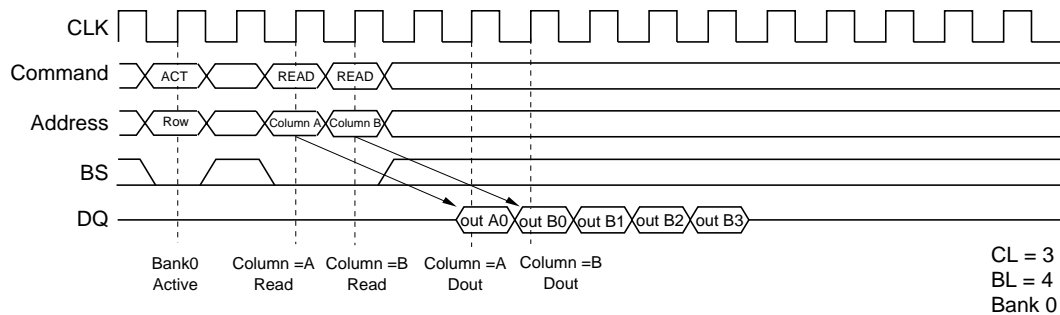 CLK
Command ACT READ READ
Address Row Column A Column B
BS
DQ out A0 out B0 out B1 out B2 out B3
Bank0 Column =A Column =B Column =A Column =B
Active Read Read Dout Dout
CL = 3
BL = 4
Bank 0